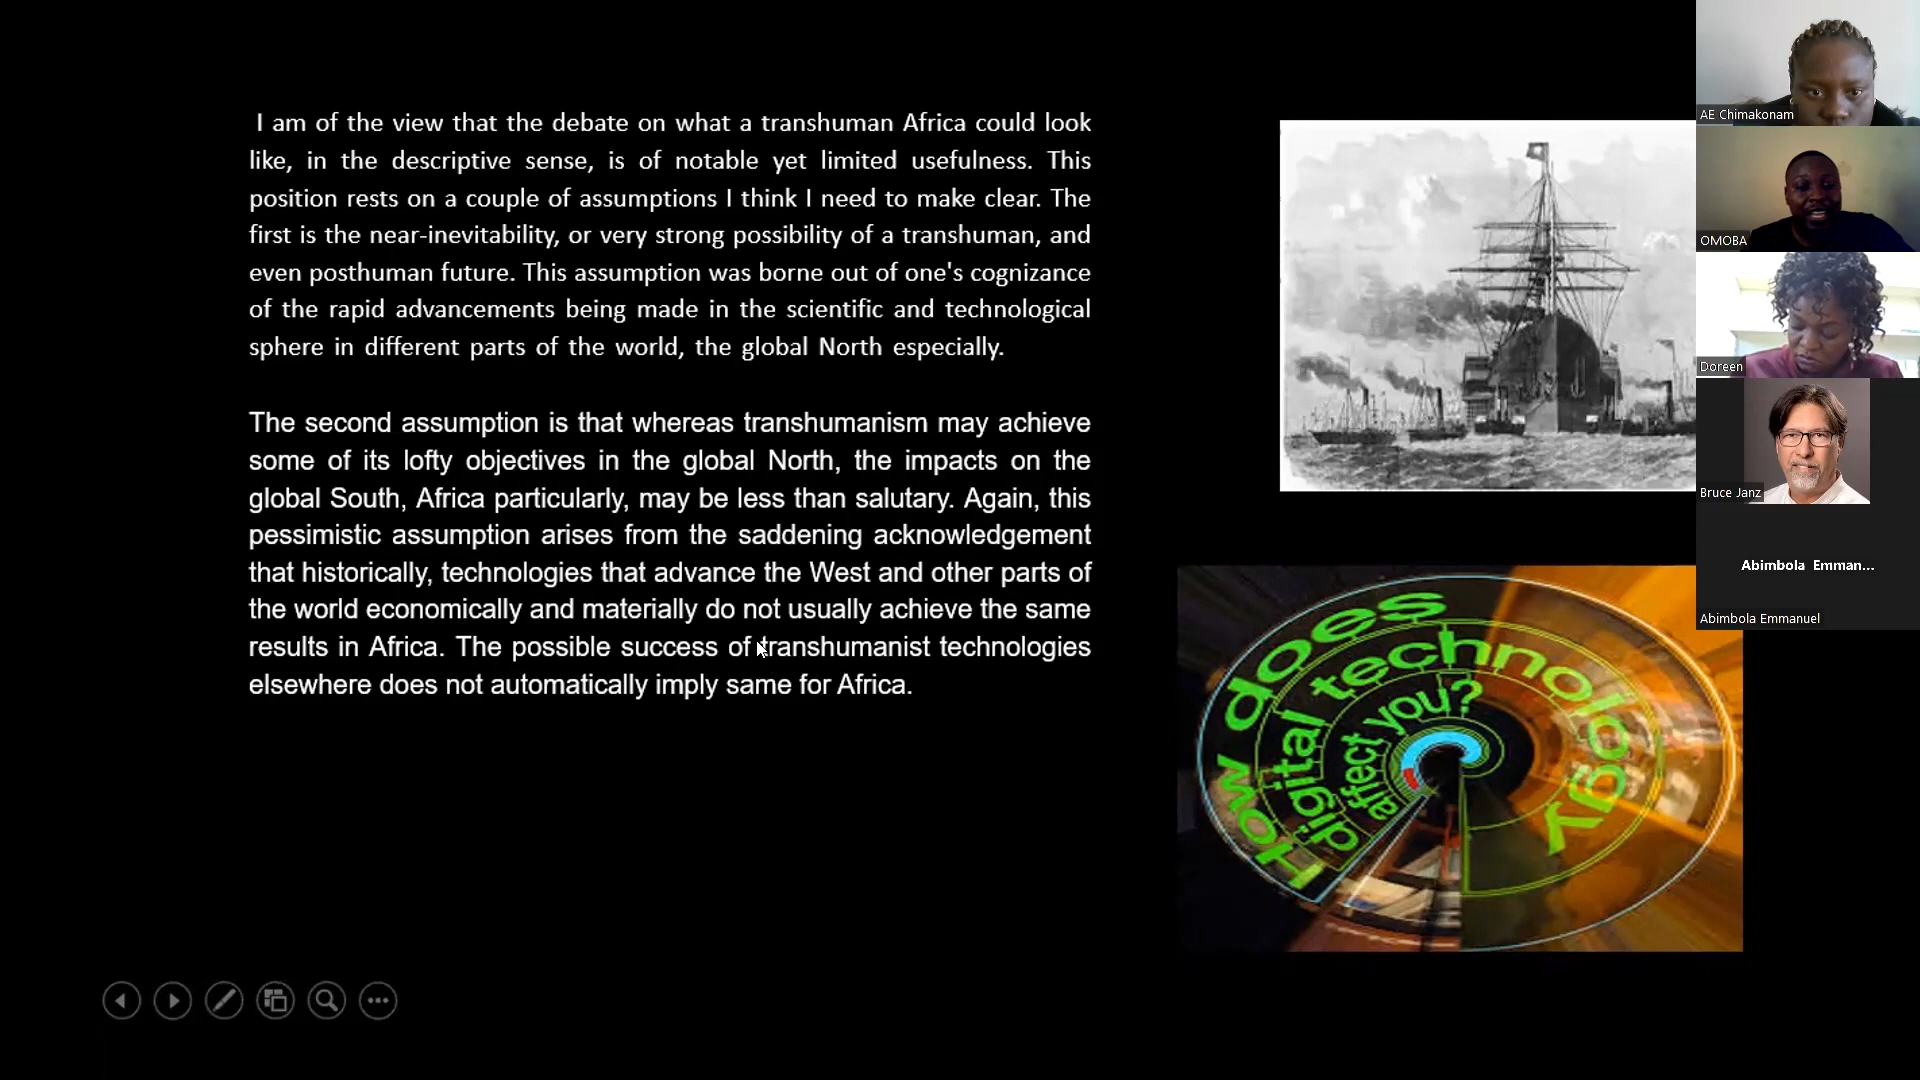 I am of the view that the debate on what a transhuman Africa could look
like, in the descriptive sense, is of notable yet limited usefulness. This
position rests on a couple of assumptions I think I need to make clear. The
first is the near-inevitability, or very strong possibility of a transhuman, and
even posthuman future. This assumption was borne out of one's cognizance
of the rapid advancements being made in the scientific and technological
sphere in different parts of the world, the global North especially.
The second assumption is that whereas transhumanism may achieve
some of its lofty objectives in the global North, the impacts on the
global South, Africa particularly, may be less than salutary. Again, this
pessimistic assumption arises from the saddening acknowledgement
that historically, technologies that advance the West and other parts of
the world economically and materially do not usually achieve the same
results in Africa. The possible success of transhumanist technologies
elsewhere does not automatically imply same for Africa.
How does
digital technology
affect you?
AE Chimakonam
OMOBA
Doreen
Bruce Janz
Abimbola Emman...
Abimbola Emmanuel